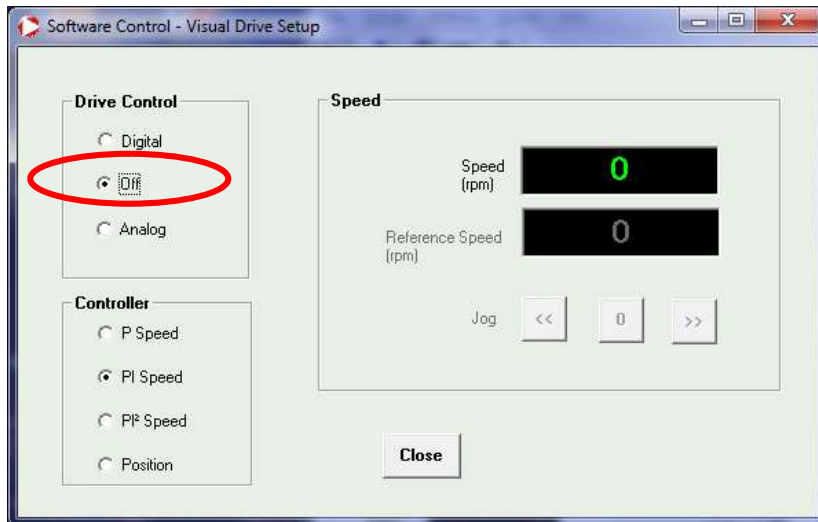 Software Control - Visual Drive Setup
Drive Control
Digital
Off
Analog
Controller
P Speed
PI Speed
PI² Speed
Position
Speed
Speed
(rpm)
0
Reference Speed
(rpm)
0
Jog
<<
0
>>
Close